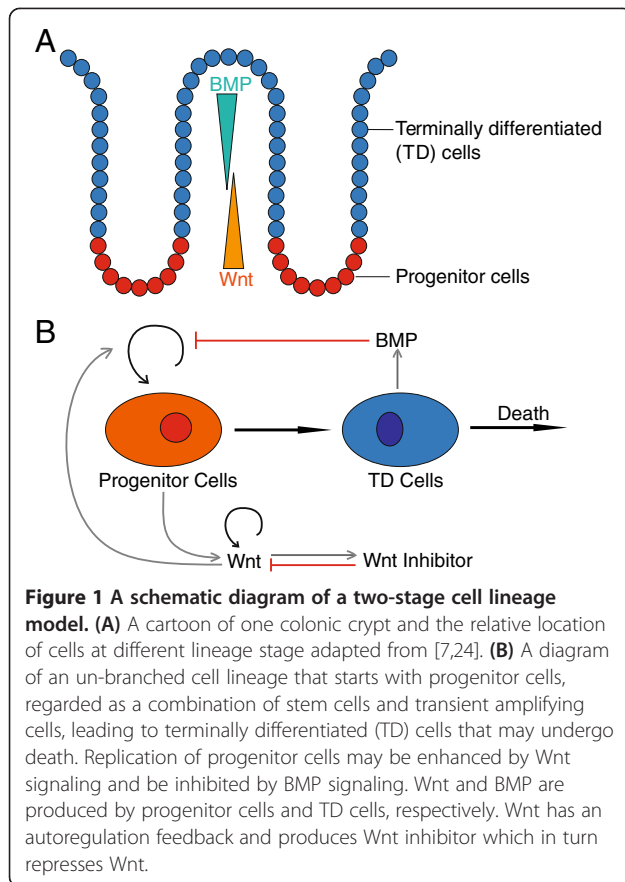 A
BMP
Terminally differentiated
(TD) cells
Wnt
Progenitor cells
B
BMP
Death
Progenitor Cells
TD Cells
Wnt
Wnt Inhibitor
Figure 1 A schematic diagram of a two-stage cell lineage
model. (A) A cartoon of one colonic crypt and the relative location
of cells at different lineage stage adapted from [7,24]. (B) A diagram
of an un-branched cell lineage that starts with progenitor cells,
regarded as a combination of stem cells and transient amplifying
cells, leading to terminally differentiated (TD) cells that may undergo
death. Replication of progenitor cells may be enhanced by Wnt
signaling and be inhibited by BMP signaling. Wnt and BMP are
produced by progenitor cells and TD cells, respectively. Wnt has an
autoregulation feedback and produces Wnt inhibitor which in turn
represses Wnt.